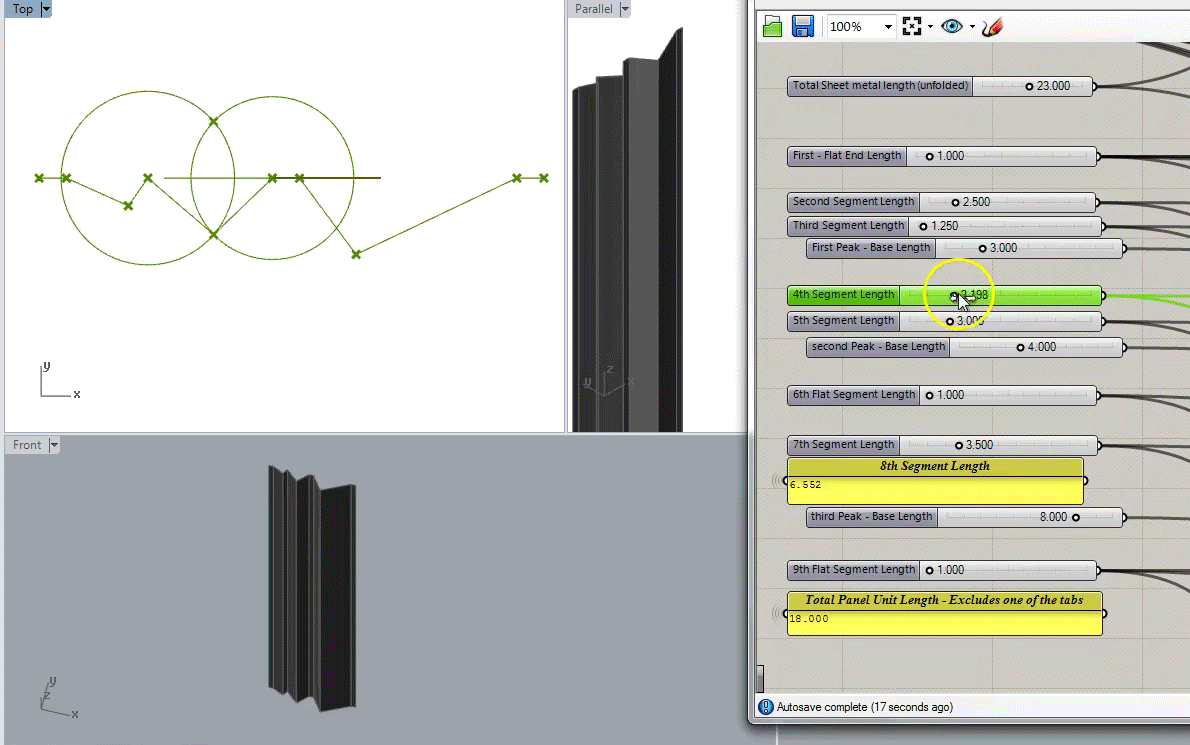 Top
Parallel
100%
Total Sheet metal length (unfolded) 23.000
First - Flat End Length 1.000
Second Segment Length 2.500
Third Segment Length 1.250
First Peak - Base Length 3.000
4th Segment Length 3.198
5th Segment Length 3.000
second Peak - Base Length 4.000
6th Flat Segment Length 1.000
7th Segment Length 3.500
8th Segment Length
6.552
third Peak - Base Length 8.000
9th Flat Segment Length 1.000
Total Panel Unit Length - Excludes one of the tabs
18.000
Autosave complete (17 seconds ago)
y
x
y
z
x
Front
y
z
x